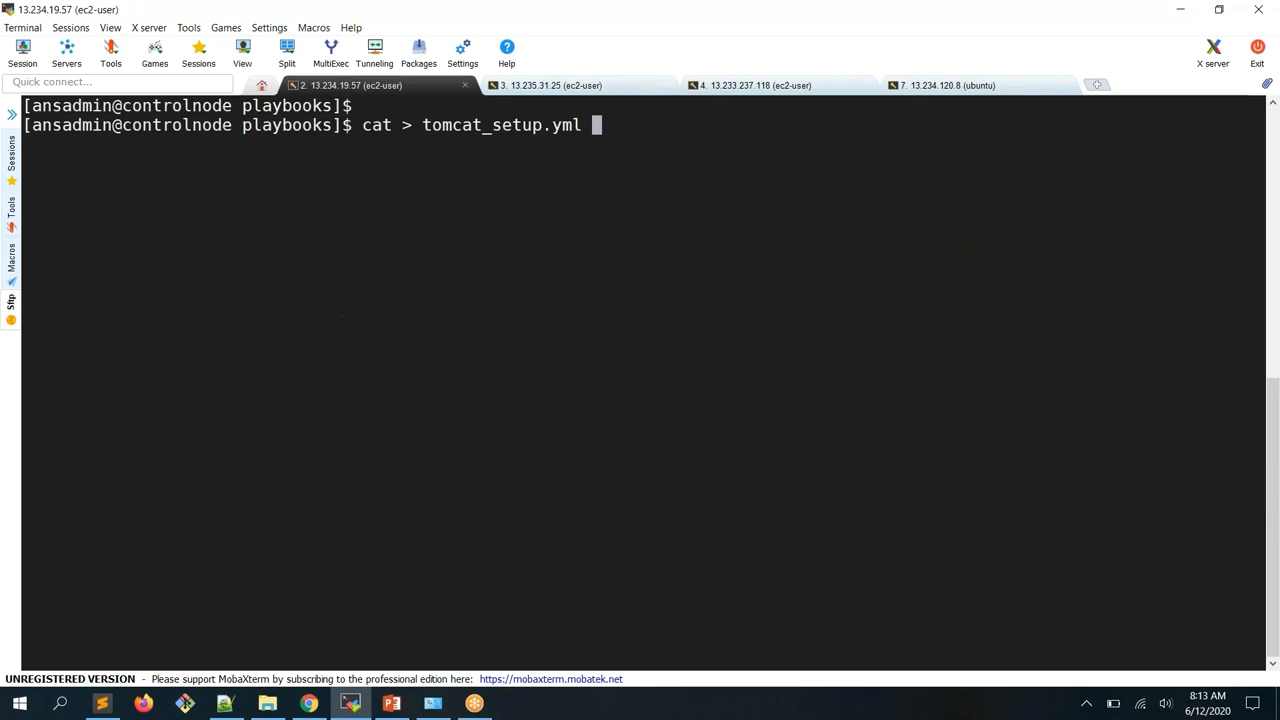 13.234.19.57 (ec2-user)
Terminal Sessions View X server Tools Games Settings Macros Help
Session Servers Tools Games Sessions View Split MultiExec Tunneling Packages Settings Help X server Exit
Quick connect...
2. 13.234.19.57 (ec2-user)
3. 13.235.31.25 (ec2-user)
4. 13.233.237.118 (ec2-user)
7. 13.234.120.8 (ubuntu)
[ansadmin@controlnode playbooks]$
[ansadmin@controlnode playbooks]$ cat > tomcat_setup.yml
Sessions
Tools
Macros
Sftp
UNREGISTERED VERSION - Please support MobaXterm by subscribing to the professional edition here: https://mobaxterm.mobatek.net
8:13 AM
6/12/2020